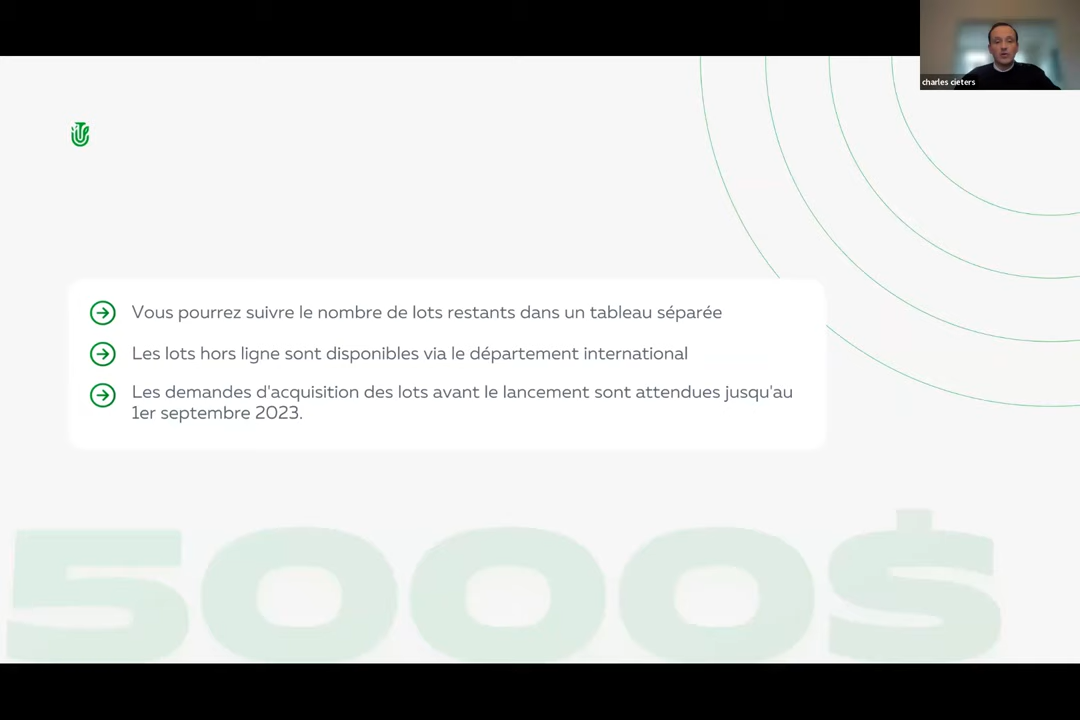 charles cieters
Vous pourrez suivre le nombre de lots restants dans un tableau séparée
Les lots hors ligne sont disponibles via le département international
Les demandes d'acquisition des lots avant le lancement sont attendues jusqu'au
1er septembre 2023.
5000$